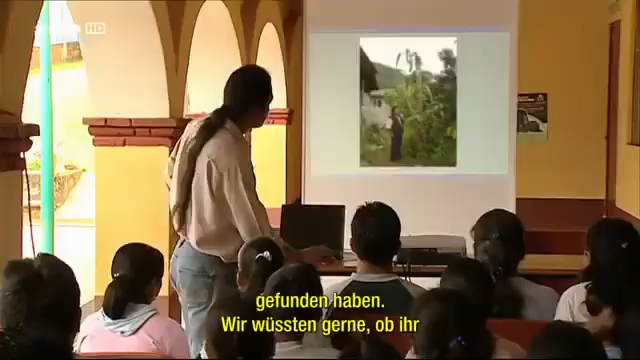 HD
gefunden haben.
Wir wüssten gerne, ob ihr